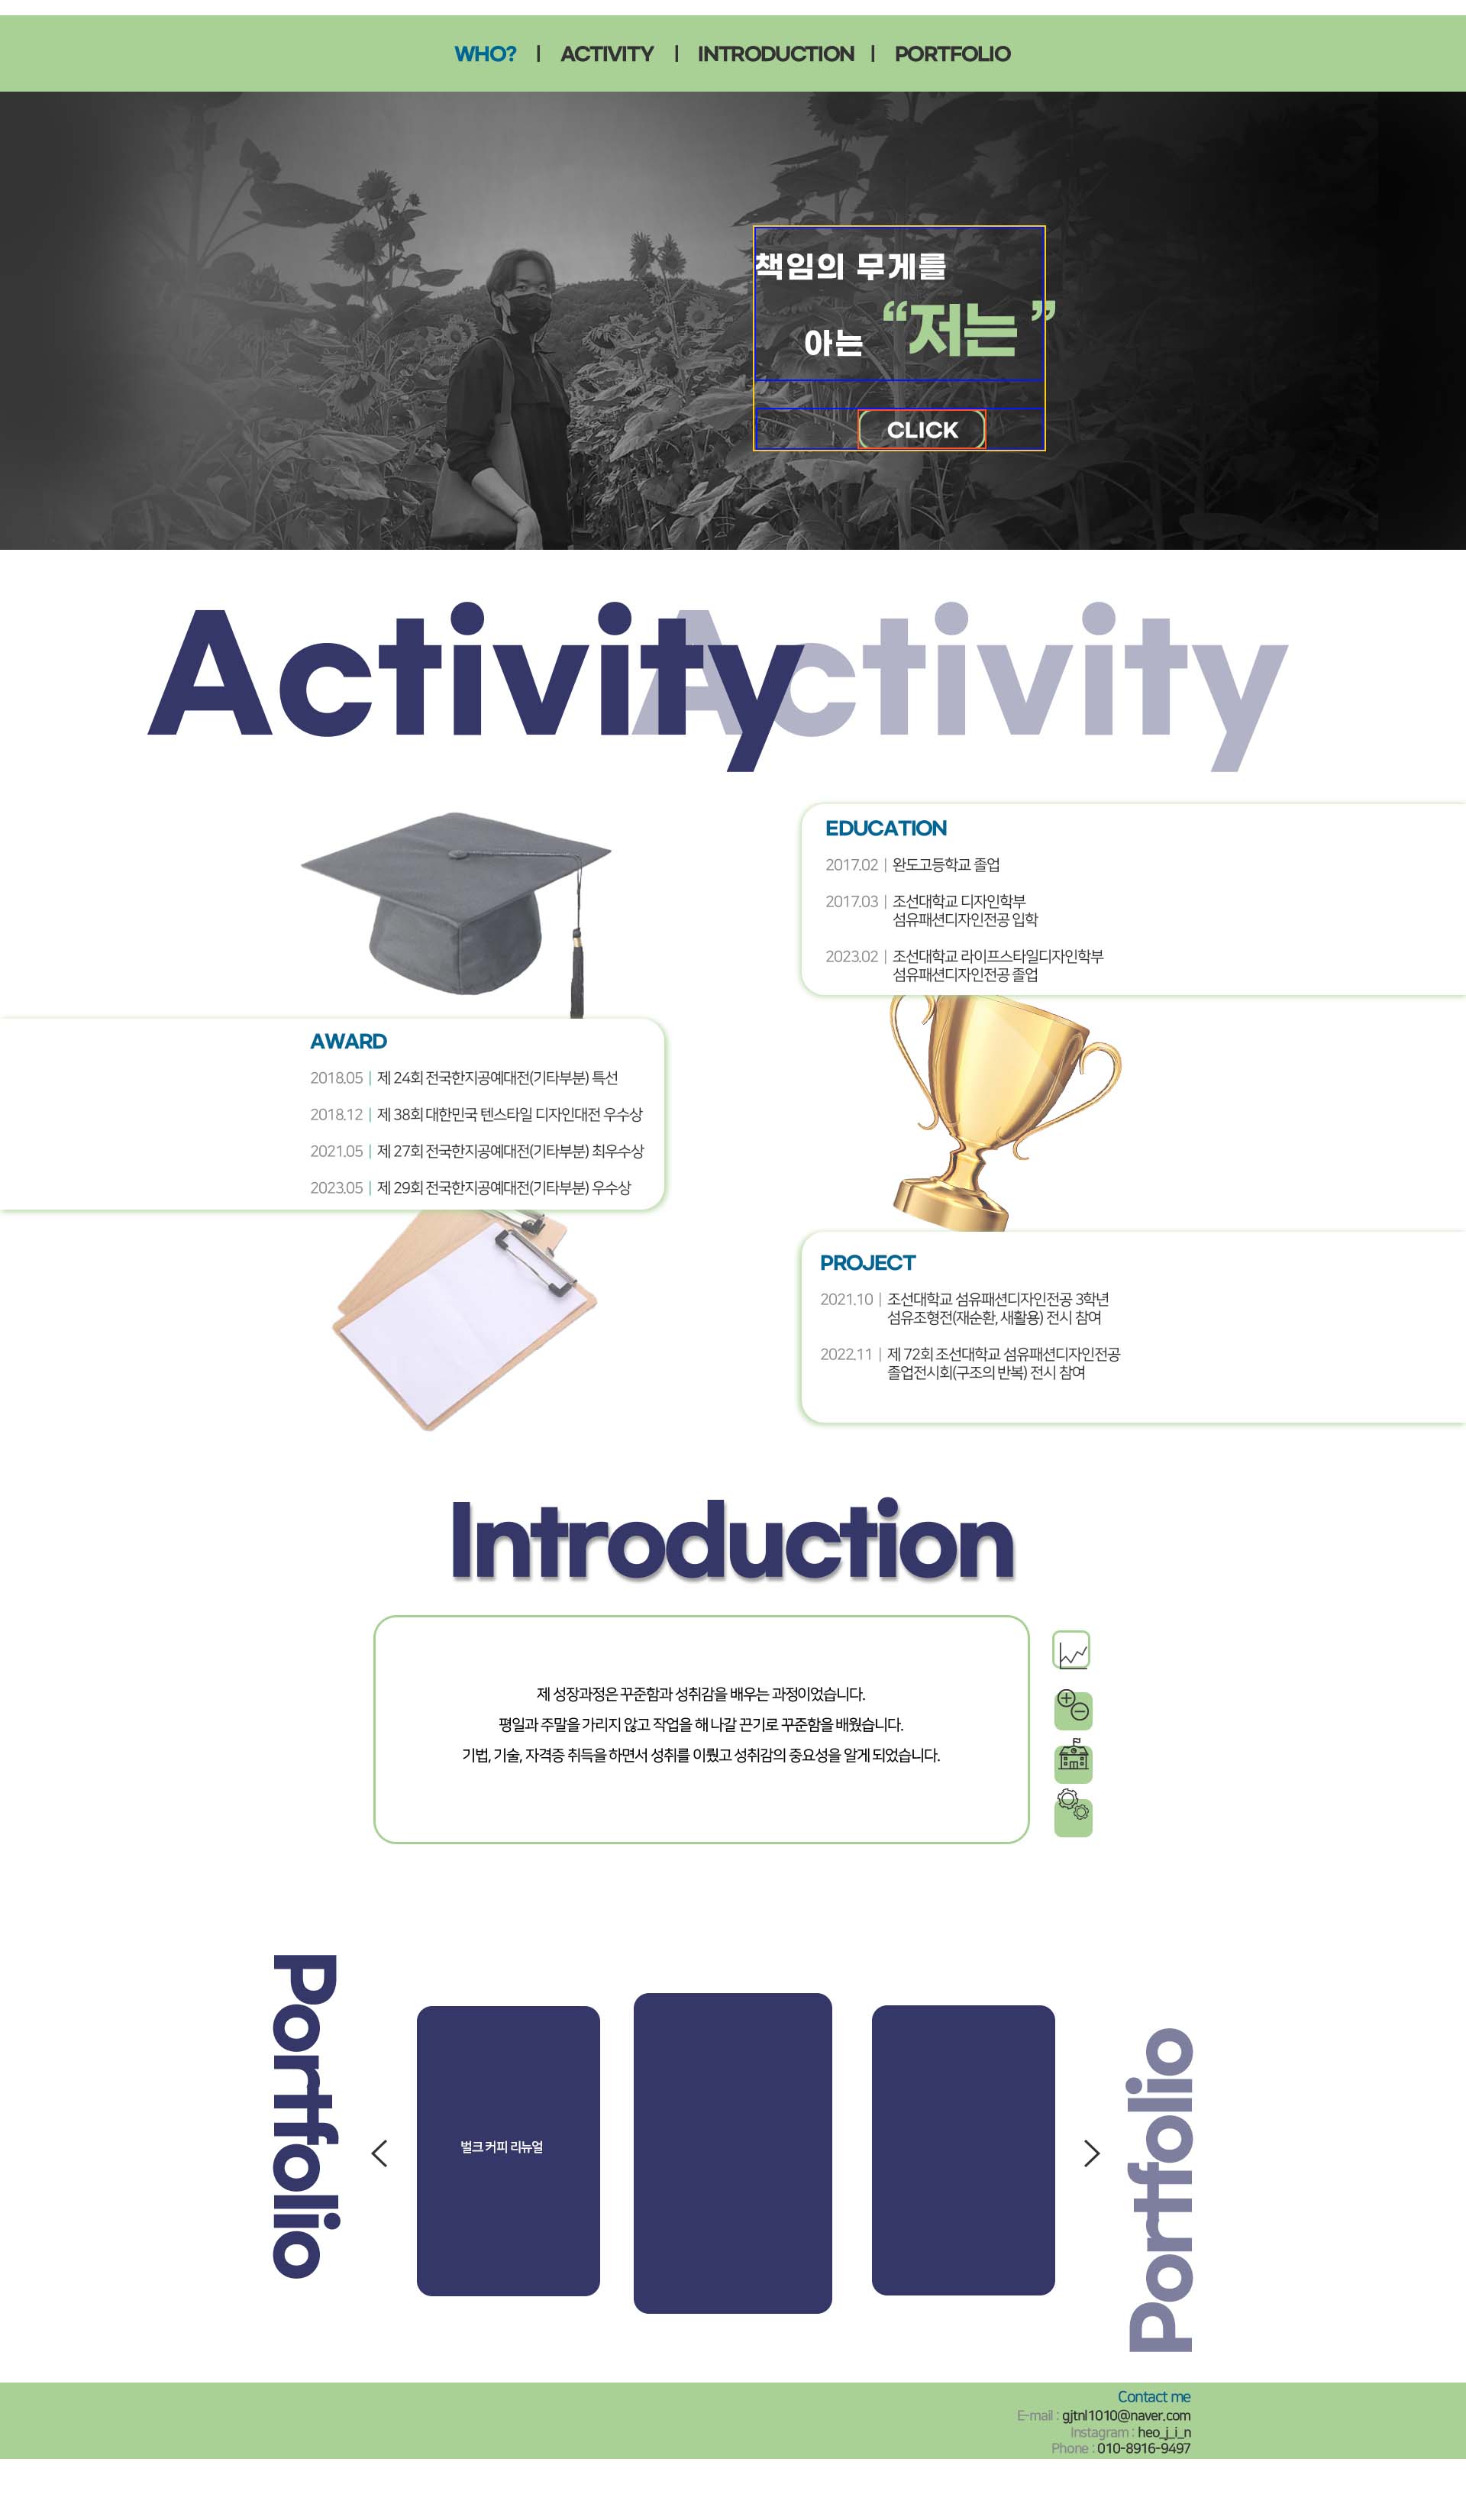 WHO? | ACTIVITY | INTRODUCTION | PORTFOLIO
책임의 무게를
아는 “저는”
CLICK
Activity Activity
EDUCATION
2017.02 | 완도고등학교 졸업
2017.03 | 조선대학교 디자인학부
섬유패션디자인전공 입학
2023.02 | 조선대학교 라이프스타일디자인학부
섬유패션디자인전공 졸업
AWARD
2018.05 | 제 24회 전국한지공예대전(기타부분) 특선
2018.12 | 제 38회 대한민국 텐스타일 디자인대전 우수상
2021.05 | 제 27회 전국한지공예대전(기타부분) 최우수상
2023.05 | 제 29회 전국한지공예대전(기타부분) 우수상
PROJECT
2021.10 | 조선대학교 섬유패션디자인전공 3학년
섬유조형전(재순환, 새활용) 전시 참여
2022.11 | 제 72회 조선대학교 섬유패션디자인전공
졸업전시회(구조의 반복) 전시 참여
Introduction
제 성장과정은 꾸준함과 성취감을 배우는 과정이었습니다.
평일과 주말을 가리지 않고 작업을 해 나갈 끈기로 꾸준함을 배웠습니다.
기법, 기술, 자격증 취득을 하면서 성취를 이뤘고 성취감의 중요성을 알게 되었습니다.
Portfolio
벌크 커피 리뉴얼
Portfolio
Contact me
E-mail : gjtnl1010@naver.com
Instagram : heo_j_i_n
Phone : 010-8916-9497